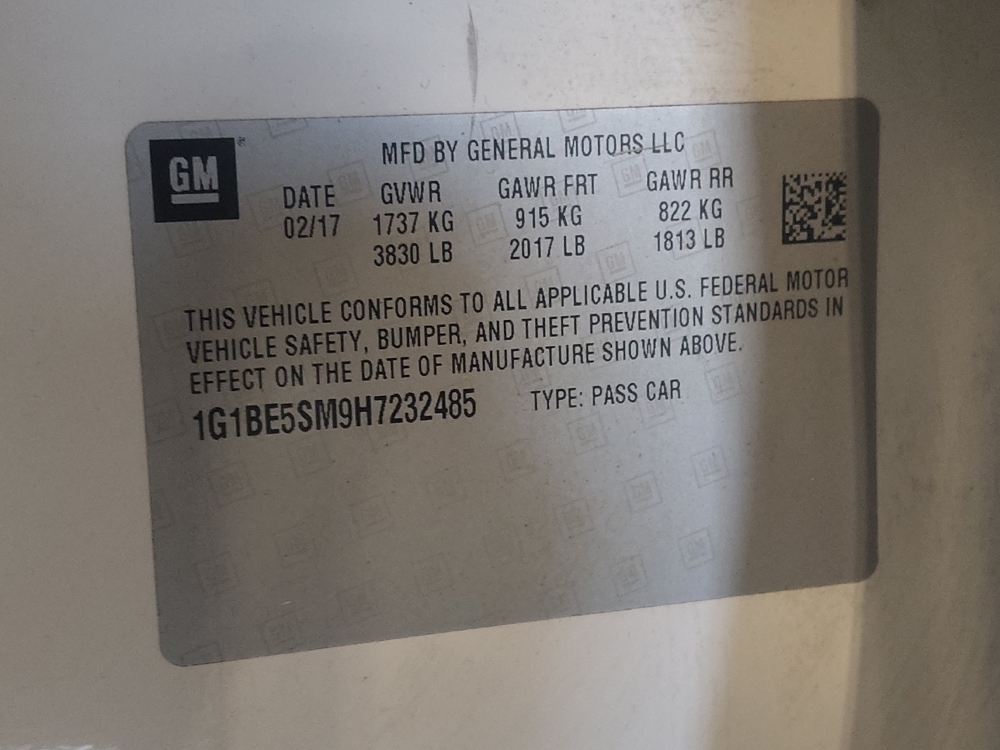 GM
MFD BY GENERAL MOTORS LLC
DATE GVWR GAWR FRT GAWR RR
02/17 1737 KG 915 KG 822 KG
3830 LB 2017 LB 1813 LB
THIS VEHICLE CONFORMS TO ALL APPLICABLE U.S. FEDERAL MOTOR
VEHICLE SAFETY, BUMPER, AND THEFT PREVENTION STANDARDS IN
EFFECT ON THE DATE OF MANUFACTURE SHOWN ABOVE.
1G1BE5SM9H7232485 TYPE: PASS CAR